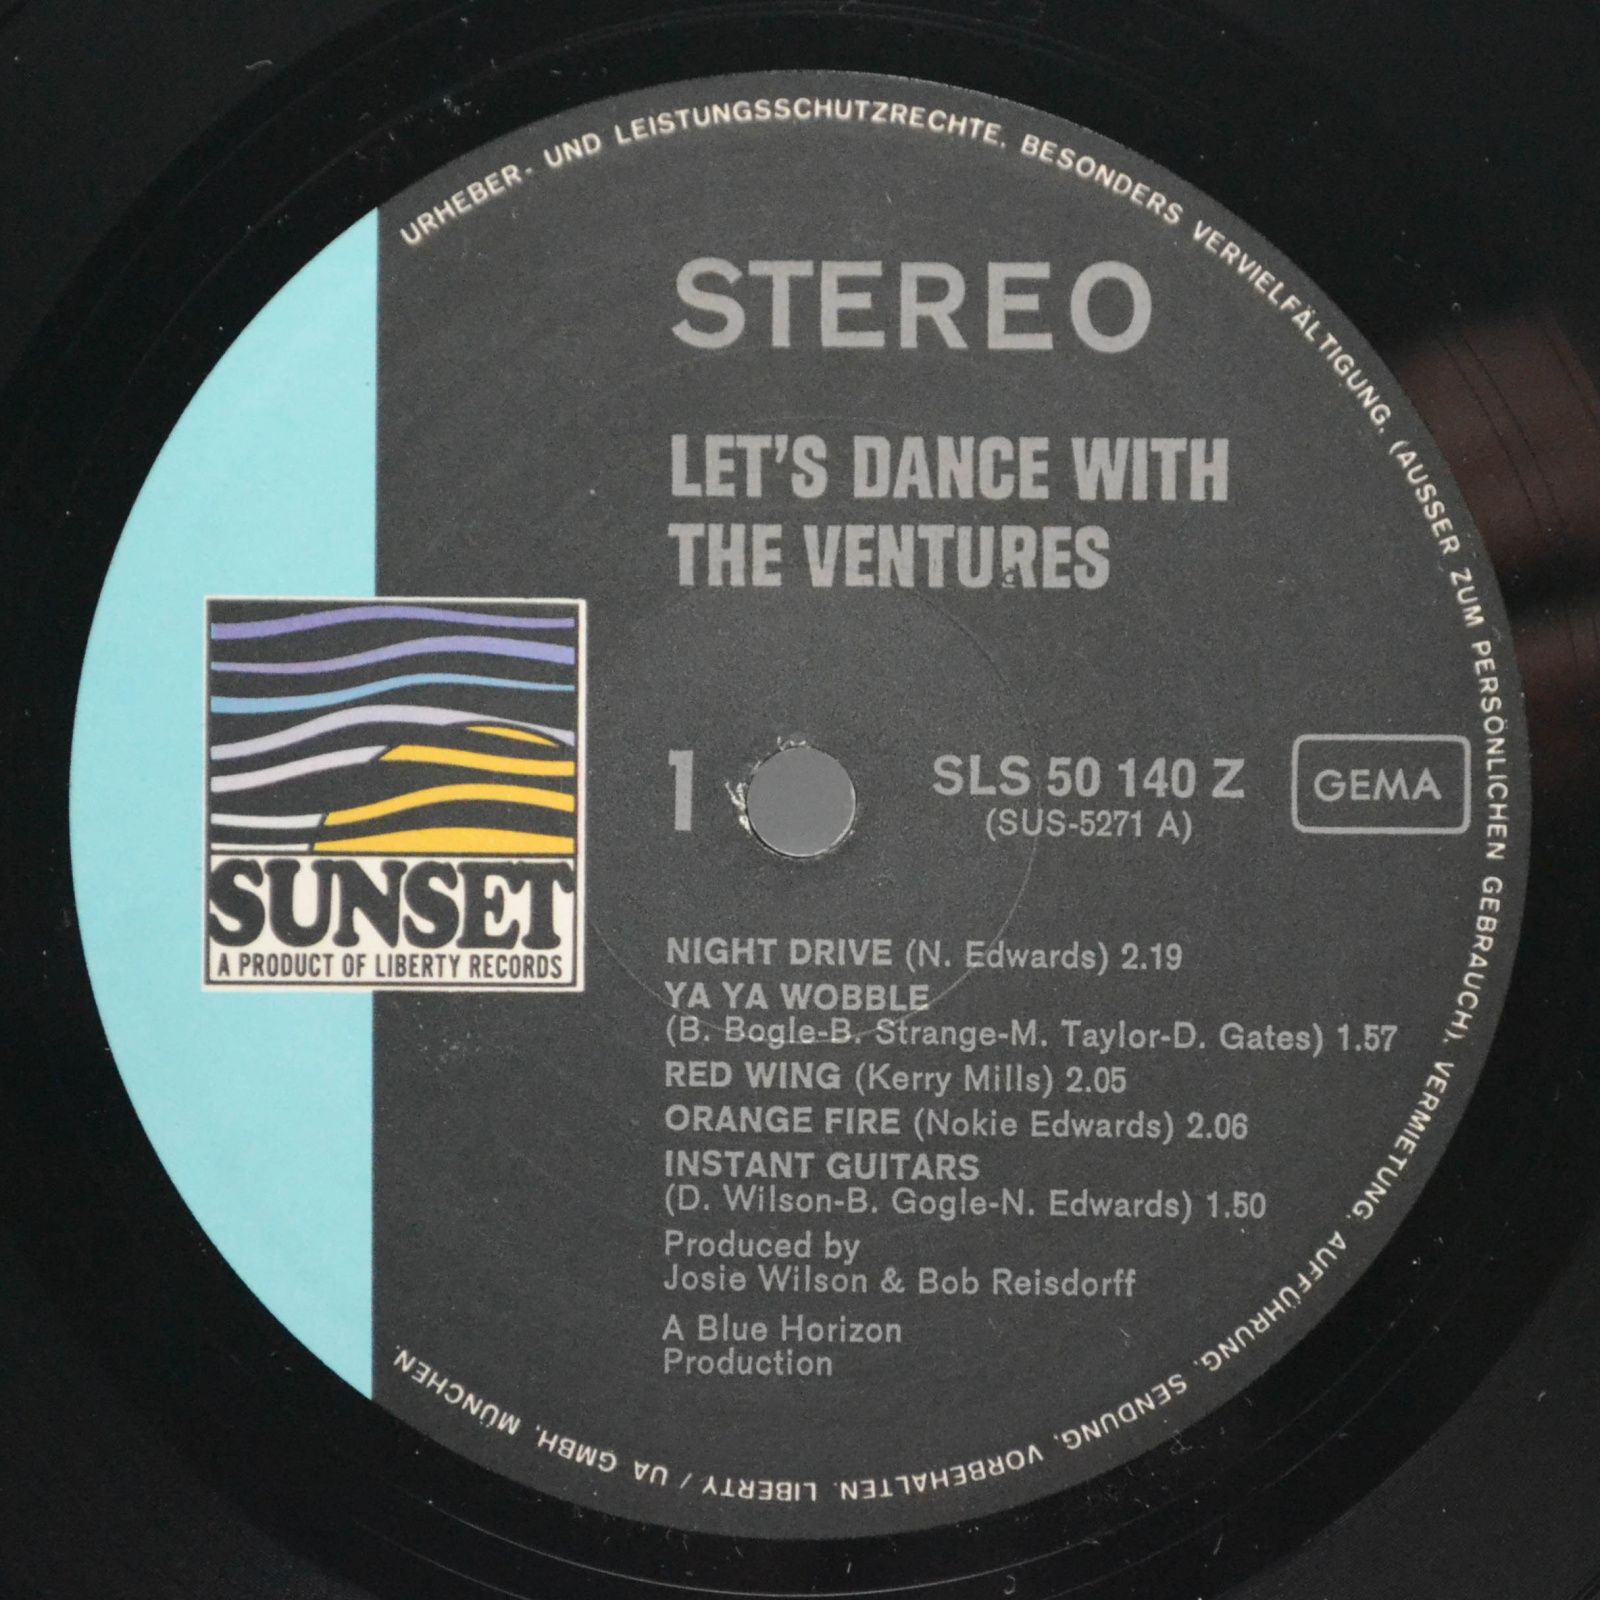 URHEBER- UND LEISTUNGSSCHUTZRECHTE, BESONDERS VERVIELFÄLTIGUNG, (AUSSER ZUM PERSÖNLICHEN GEBRAUCH), VERMIETUNG, AUFFÜHRUNG, SENDUNG, VORBEHALTEN. LIBERTY / UA GMBH, MÜNCHEN.
STEREO
LET'S DANCE WITH
THE VENTURES
1
SLS 50 140 Z
(SUS-5271 A)
GEMA
SUNSET
A PRODUCT OF LIBERTY RECORDS
NIGHT DRIVE (N. Edwards) 2.19
YA YA WOBBLE
(B. Bogle-B. Strange-M. Taylor-D. Gates) 1.57
RED WING (Kerry Mills) 2.05
ORANGE FIRE (Nokie Edwards) 2.06
INSTANT GUITARS
(D. Wilson-B. Gogle-N. Edwards) 1.50
Produced by
Josie Wilson & Bob Reisdorff
A Blue Horizon
Production